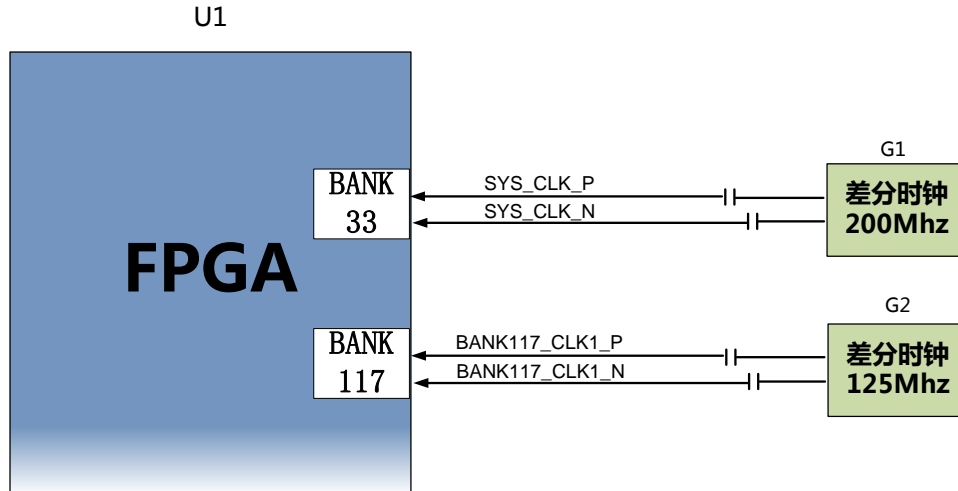 U1
FPGA
BANK
33
SYS_CLK_P
SYS_CLK_N
G1
差分时钟
200Mhz
BANK
117
BANK117_CLK1_P
BANK117_CLK1_N
G2
差分时钟
125Mhz